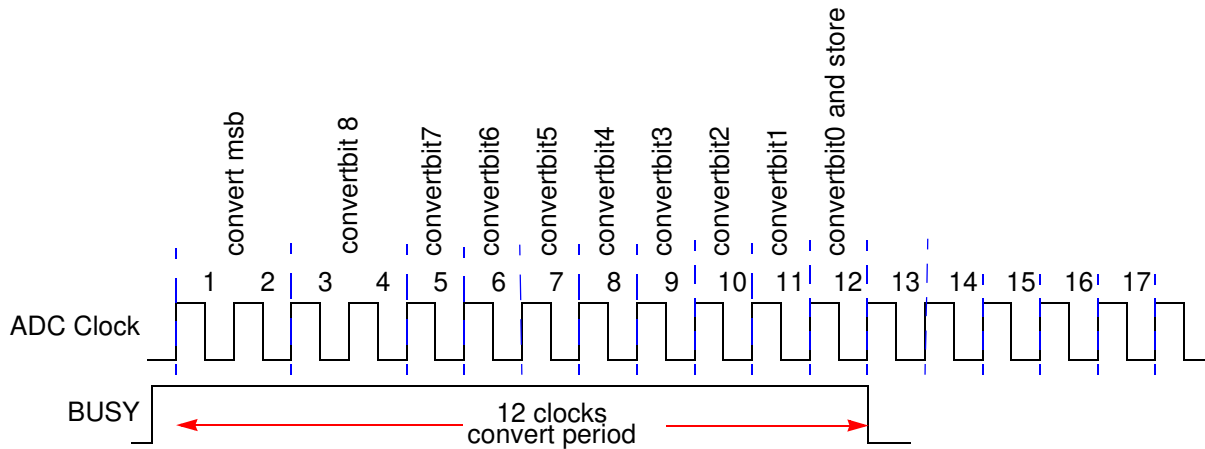 convert msb
convertbit 8
convertbit7
convertbit6
convertbit5
convertbit4
convertbit3
convertbit2
convertbit1
convertbit0 and store
1 2 3 4 5 6 7 8 9 10 11 12 13 14 15 16 17
ADC Clock
BUSY
12 clocks
convert period